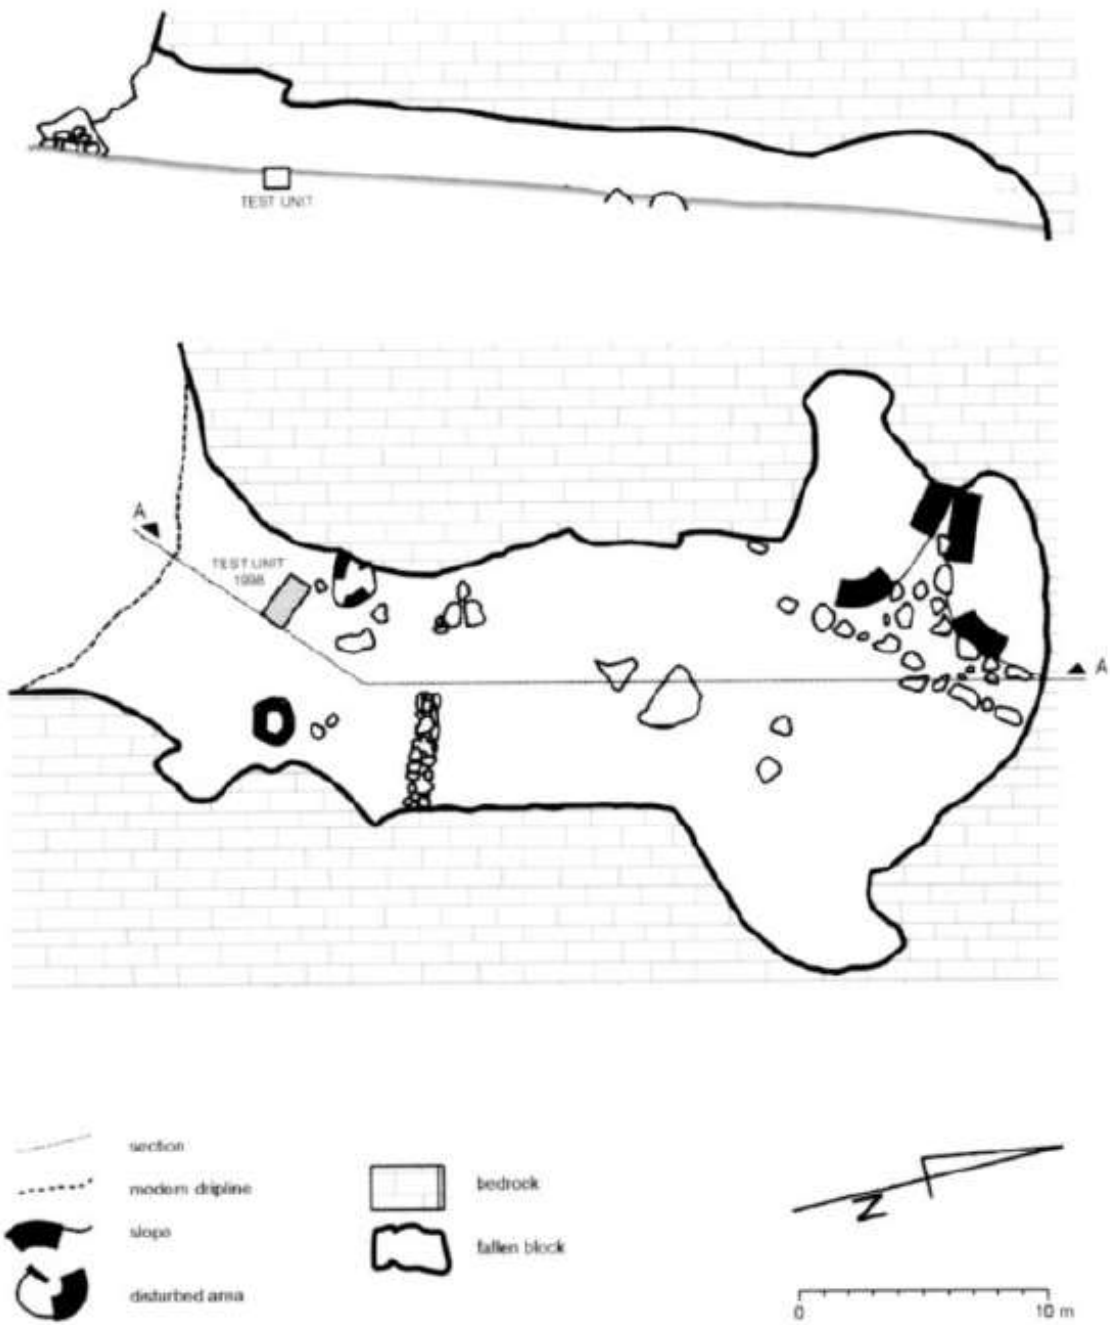 TEST UNIT
A
TEST UNIT
1998
A
section
modern dripline
slope
disturbed area
bedrock
fallen block
N
0 10 m